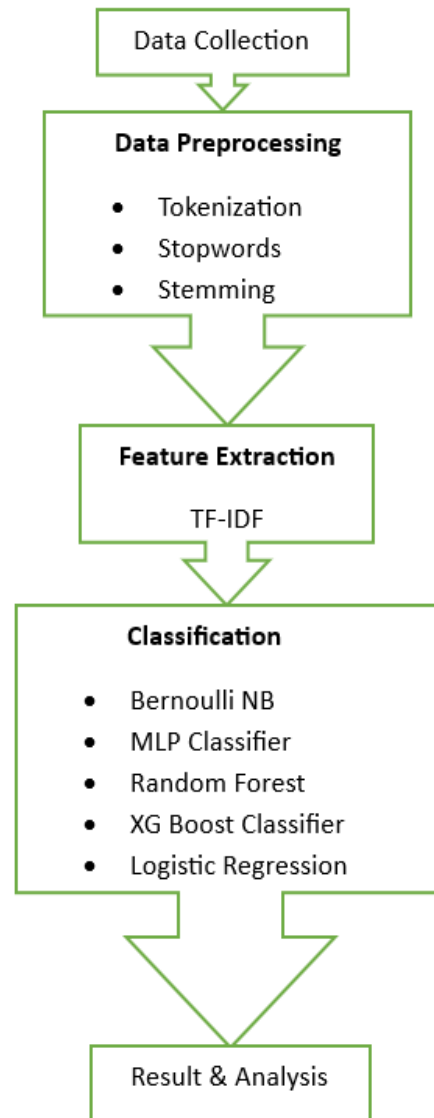 Data Collection
Data Preprocessing
• Tokenization
• Stopwords
• Stemming
Feature Extraction
TF-IDF
Classification
• Bernoulli NB
• MLP Classifier
• Random Forest
• XG Boost Classifier
• Logistic Regression
Result & Analysis